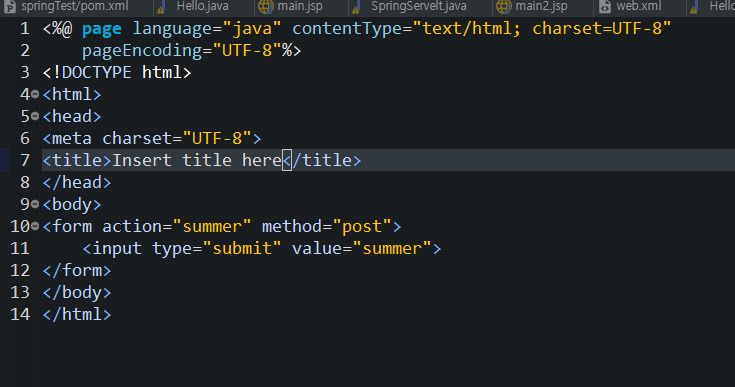 springTest/pom.xml Hello.java main.jsp SpringServelt.java main2.jsp web.xml Hello
1 <%@ page language="java" contentType="text/html; charset=UTF-8"
2     pageEncoding="UTF-8"%>
3 <!DOCTYPE html>
4 <html>
5 <head>
6 <meta charset="UTF-8">
7 <title>Insert title here</title>
8 </head>
9 <body>
10 <form action="summer" method="post">
11     <input type="submit" value="summer">
12 </form>
13 </body>
14 </html>